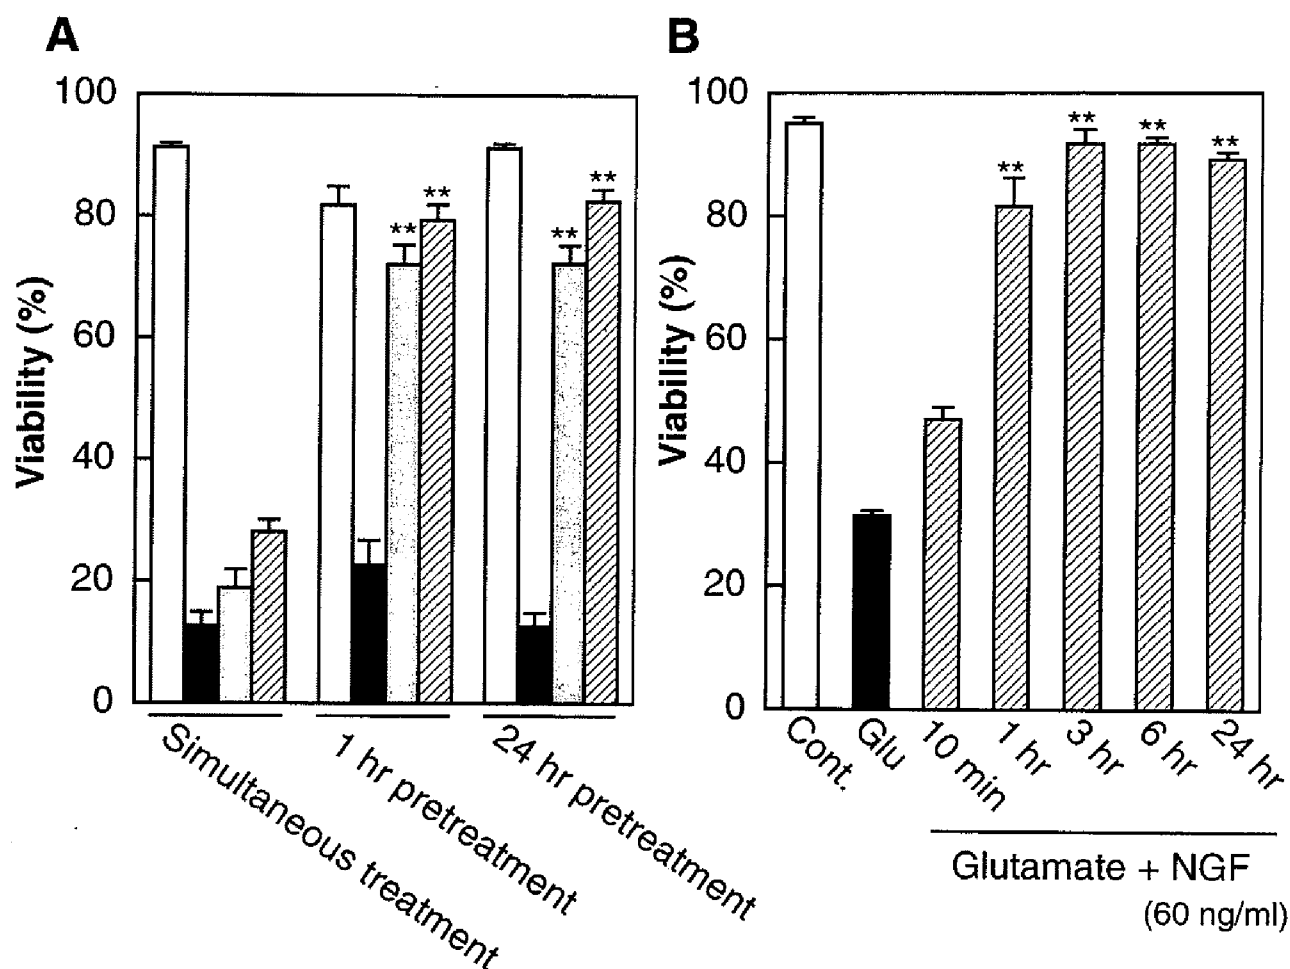 A
Viability (%)
100
80
60
40
20
0
**
**
**
**
Simultaneous treatment
1 hr pretreatment
24 hr pretreatment
B
Viability (%)
100
80
60
40
20
0
**
**
**
**
Cont.
Glu
10 min
1 hr
3 hr
6 hr
24 hr
Glutamate + NGF
(60 ng/ml)